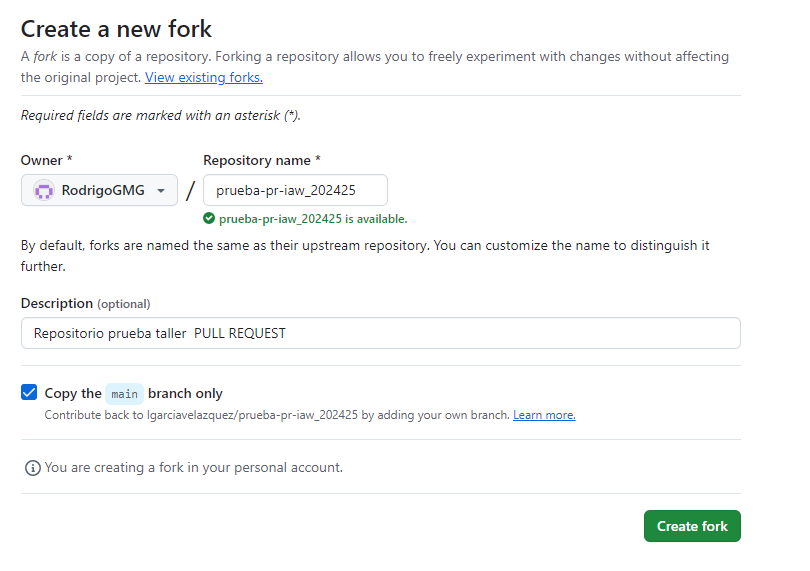 Create a new fork
A fork is a copy of a repository. Forking a repository allows you to freely experiment with changes without affecting
the original project. View existing forks.
Required fields are marked with an asterisk (*).
Owner * Repository name *
RodrigoGMG / prueba-pr-iaw_202425
prueba-pr-iaw_202425 is available.
By default, forks are named the same as their upstream repository. You can customize the name to distinguish it
further.
Description (optional)
Repositorio prueba taller  PULL REQUEST
Copy the main branch only
Contribute back to lgarciavelazquez/prueba-pr-iaw_202425 by adding your own branch. Learn more.
You are creating a fork in your personal account.
Create fork